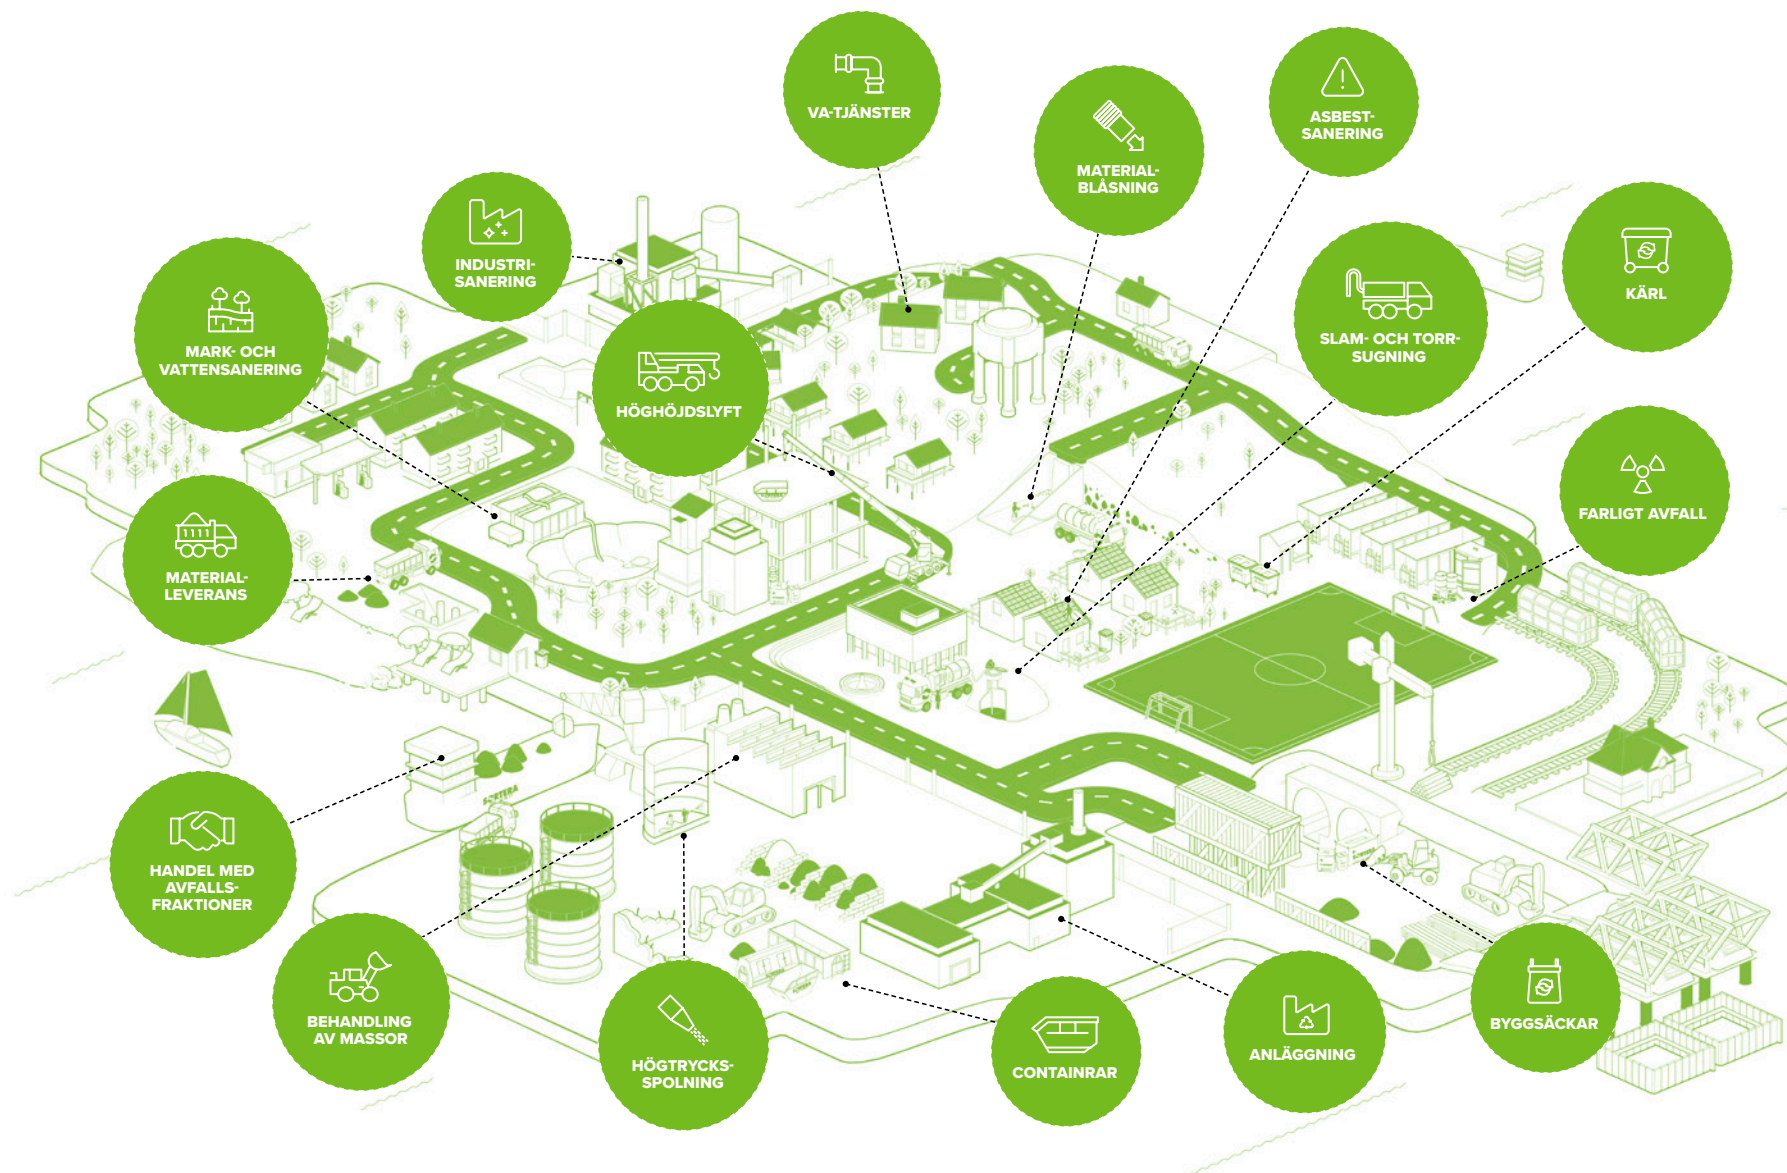 VA-TJÄNSTER
MATERIAL-
BLÅSNING
ASBEST-
SANERING
INDUSTRI-
SANERING
KÄRL
MARK- OCH
VATTENSANERING
SLAM- OCH TORR-
SUGNING
HÖGHÖJDSLYFT
FARLIGT AVFALL
MATERIAL-
LEVERANS
SORTERA
HANDEL MED
AVFALLS-
FRAKTIONER
BEHANDLING
AV MASSOR
HÖGTRYCKS-
SPOLNING
CONTAINRAR
ANLÄGGNING
BYGGSÄCKAR